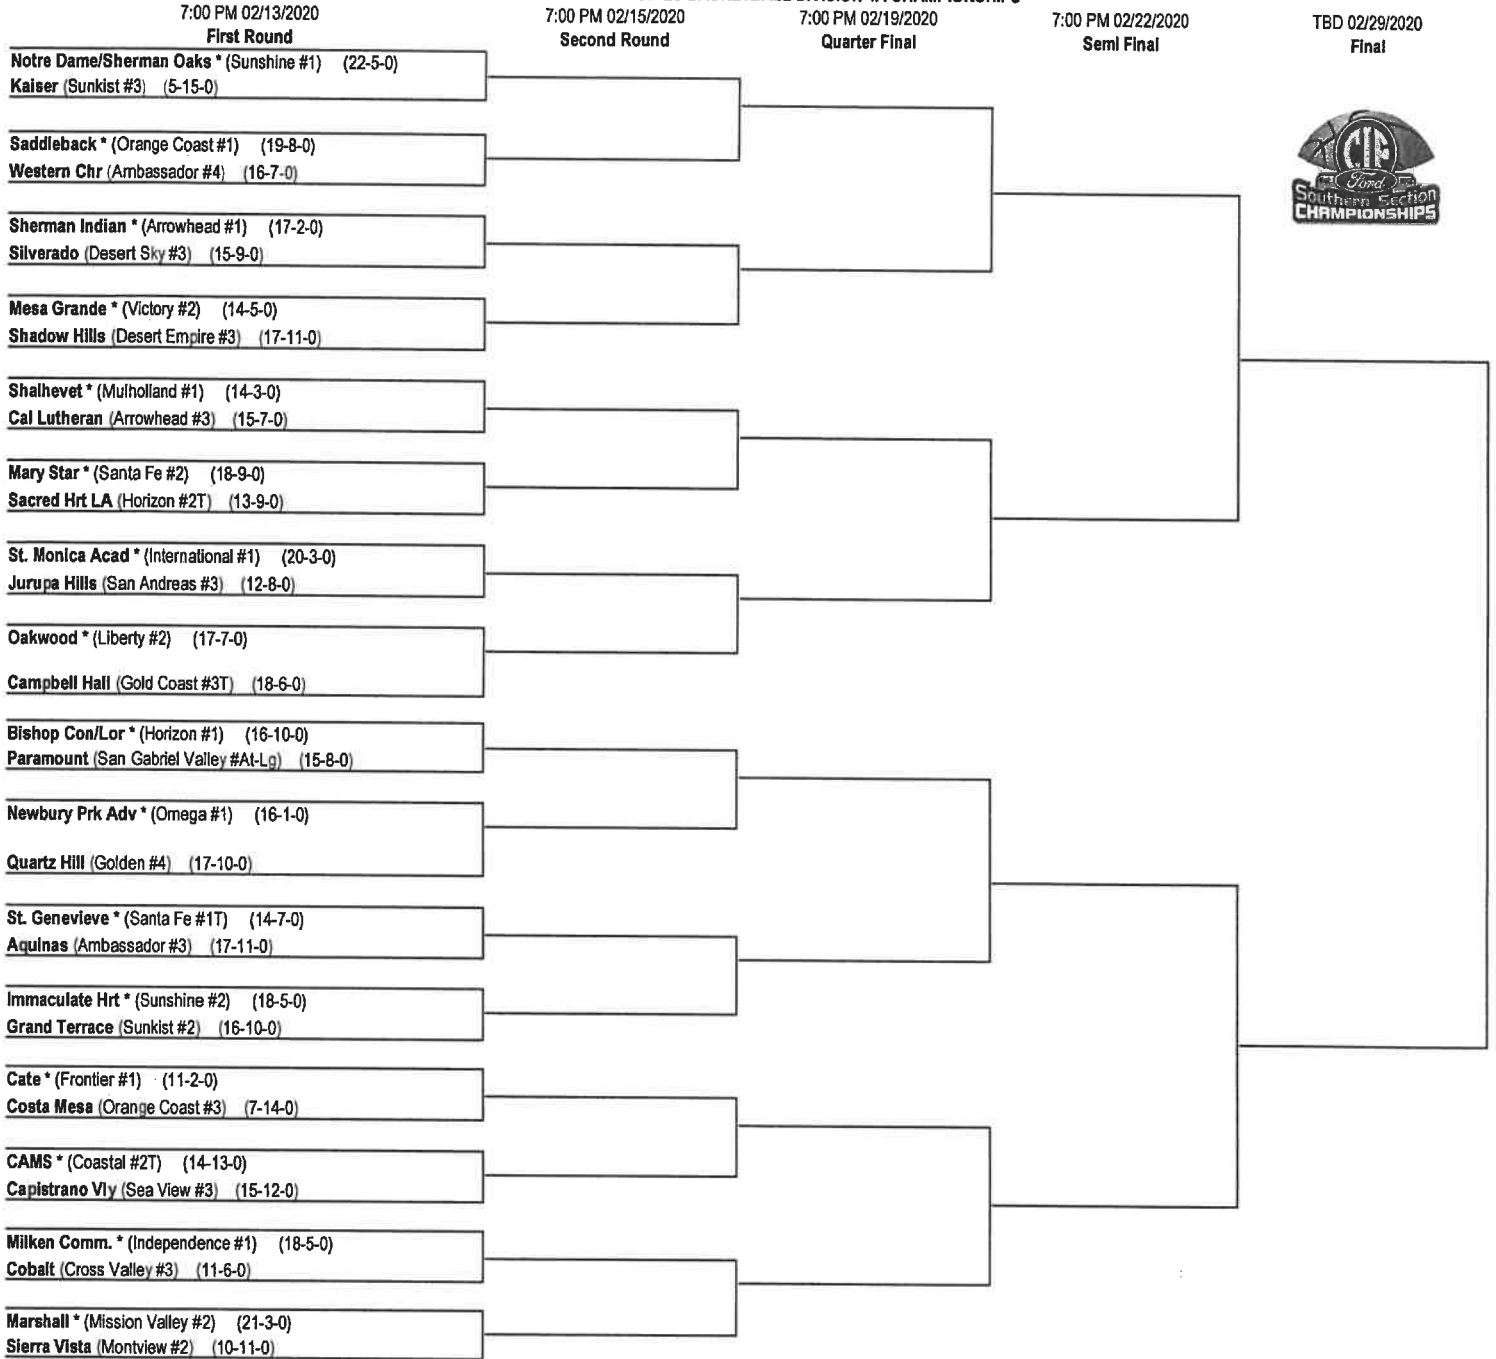 7:00 PM 02/13/2020
First Round
7:00 PM 02/15/2020
Second Round
7:00 PM 02/19/2020
Quarter Final
7:00 PM 02/22/2020
Semi Final
TBD 02/29/2020
Final
CIF
Ford
Southern Section
CHAMPIONSHIPS
Notre Dame/Sherman Oaks * (Sunshine #1) (22-5-0)
Kaiser (Sunkist #3) (5-15-0)
Saddleback * (Orange Coast #1) (19-8-0)
Western Chr (Ambassador #4) (16-7-0)
Sherman Indian * (Arrowhead #1) (17-2-0)
Silverado (Desert Sky #3) (15-9-0)
Mesa Grande * (Victory #2) (14-5-0)
Shadow Hills (Desert Empire #3) (17-11-0)
Shalhevet * (Mulholland #1) (14-3-0)
Cal Lutheran (Arrowhead #3) (15-7-0)
Mary Star * (Santa Fe #2) (18-9-0)
Sacred Hrt LA (Horizon #2T) (13-9-0)
St. Monica Acad * (International #1) (20-3-0)
Jurupa Hills (San Andreas #3) (12-8-0)
Oakwood * (Liberty #2) (17-7-0)
Campbell Hall (Gold Coast #3T) (18-6-0)
Bishop Con/Lor * (Horizon #1) (16-10-0)
Paramount (San Gabriel Valley #At-Lg) (15-8-0)
Newbury Prk Adv * (Omega #1) (16-1-0)
Quartz Hill (Golden #4) (17-10-0)
St. Genevieve * (Santa Fe #1T) (14-7-0)
Aquinas (Ambassador #3) (17-11-0)
Immaculate Hrt * (Sunshine #2) (18-5-0)
Grand Terrace (Sunkist #2) (16-10-0)
Cate * (Frontier #1) (11-2-0)
Costa Mesa (Orange Coast #3) (7-14-0)
CAMS * (Coastal #2T) (14-13-0)
Capistrano Vly (Sea View #3) (15-12-0)
Milken Comm. * (Independence #1) (18-5-0)
Cobalt (Cross Valley #3) (11-6-0)
Marshall * (Mission Valley #2) (21-3-0)
Sierra Vista (Montview #2) (10-11-0)